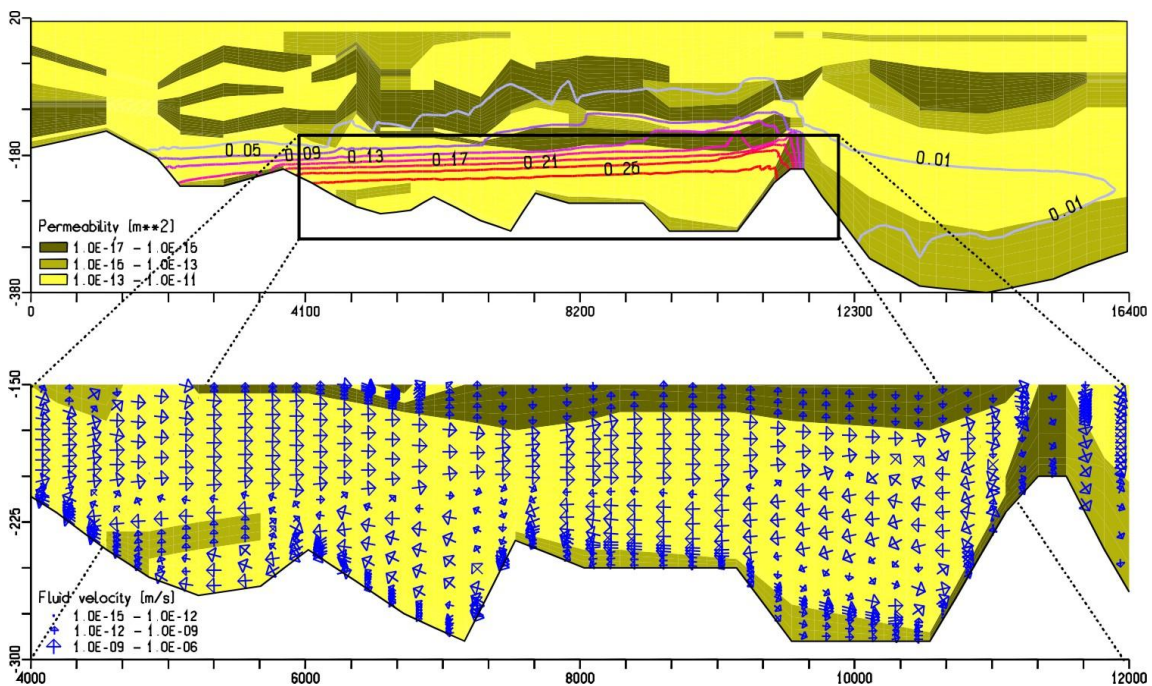 20
0.05 0.09 0.13 0.17 0.21 0.01
-180
0.25
0.01
Permeability [m**2]
1.0E-17 - 1.0E-15
1.0E-15 - 1.0E-13
1.0E-13 - 1.0E-11
-380
0 4100 8200 12300 16400
-150
-225
Fluid velocity [m/s]
1.0E-15 - 1.0E-12
1.0E-12 - 1.0E-09
1.0E-09 - 1.0E-06
-300
4000 6000 8000 10000 12000